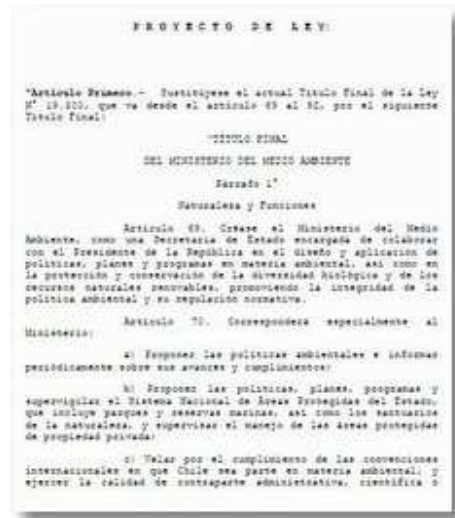 PROYECTO DE LEY:
"Artículo Primero.- Sustitúyese el actual Título Final de la Ley
N° 19.300, que va desde el artículo 69 al 92, por el siguiente
Título Final:
"TÍTULO FINAL
DEL MINISTERIO DEL MEDIO AMBIENTE
Párrafo 1°
Naturaleza y Funciones
Artículo 69. Créase el Ministerio del Medio
Ambiente, como una Secretaría de Estado encargada de colaborar
con el Presidente de la República en el diseño y aplicación de
políticas, planes y programas en materia ambiental, así como en
la protección y conservación de la diversidad biológica y de los
recursos naturales renovables, promoviendo la integridad de la
política ambiental y su regulación normativa.
Artículo 70. Corresponderá especialmente al
Ministerio:
a) Proponer las políticas ambientales e informar
periódicamente sobre sus avances y cumplimientos;
b) Proponer las políticas, planes, programas y
supervigilar el Sistema Nacional de Áreas Protegidas del Estado,
que incluye parques y reservas marinas, así como los santuarios
de la naturaleza, y supervisar el manejo de las áreas protegidas
de propiedad privada;
c) Velar por el cumplimiento de las convenciones
internacionales en que Chile sea parte en materia ambiental, y
ejercer la calidad de contraparte administrativa, científica o